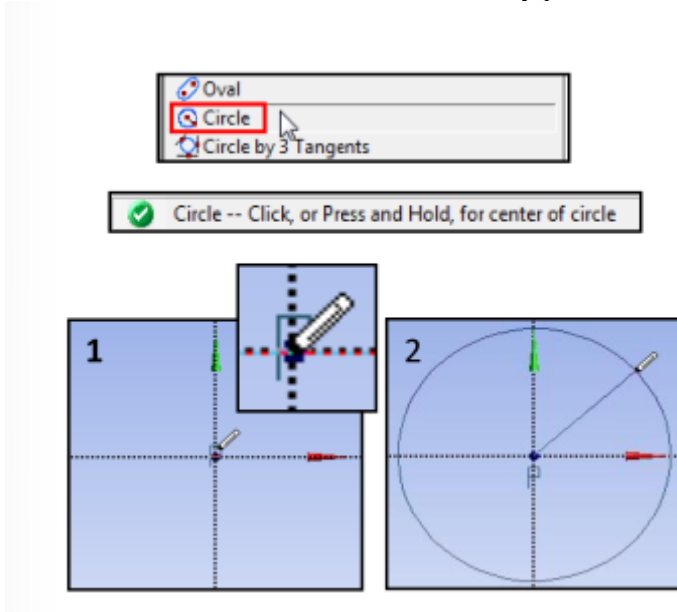 Oval
Circle
Circle by 3 Tangents
Circle -- Click, or Press and Hold, for center of circle
P
1
P
2
P